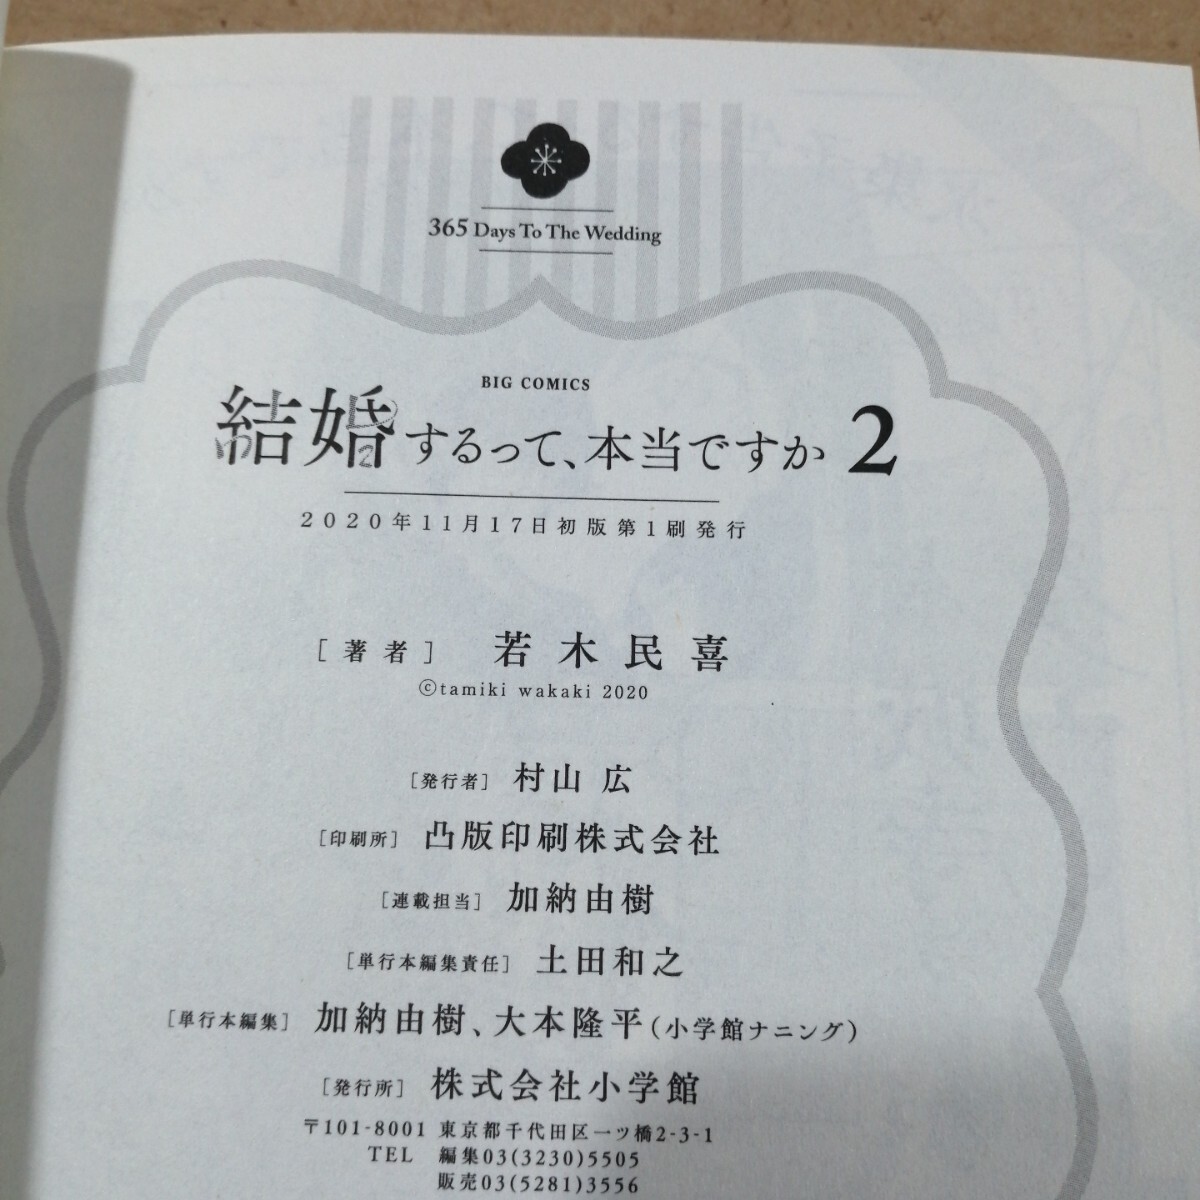 365 Days To The Wedding
BIG COMICS
結婚するって、本当ですか 2
2020年11月17日初版第1刷発行
[著者] 若木民喜
©tamiki wakaki 2020
[発行者] 村山 広
[印刷所] 凸版印刷株式会社
[連載担当] 加納由樹
[単行本編集責任] 土田和之
[単行本編集] 加納由樹、大本隆平(小学館ナニング)
[発行所] 株式会社小学館
〒101-8001 東京都千代田区一ツ橋2-3-1
TEL 編集03(3230)5505
販売03(5281)3556